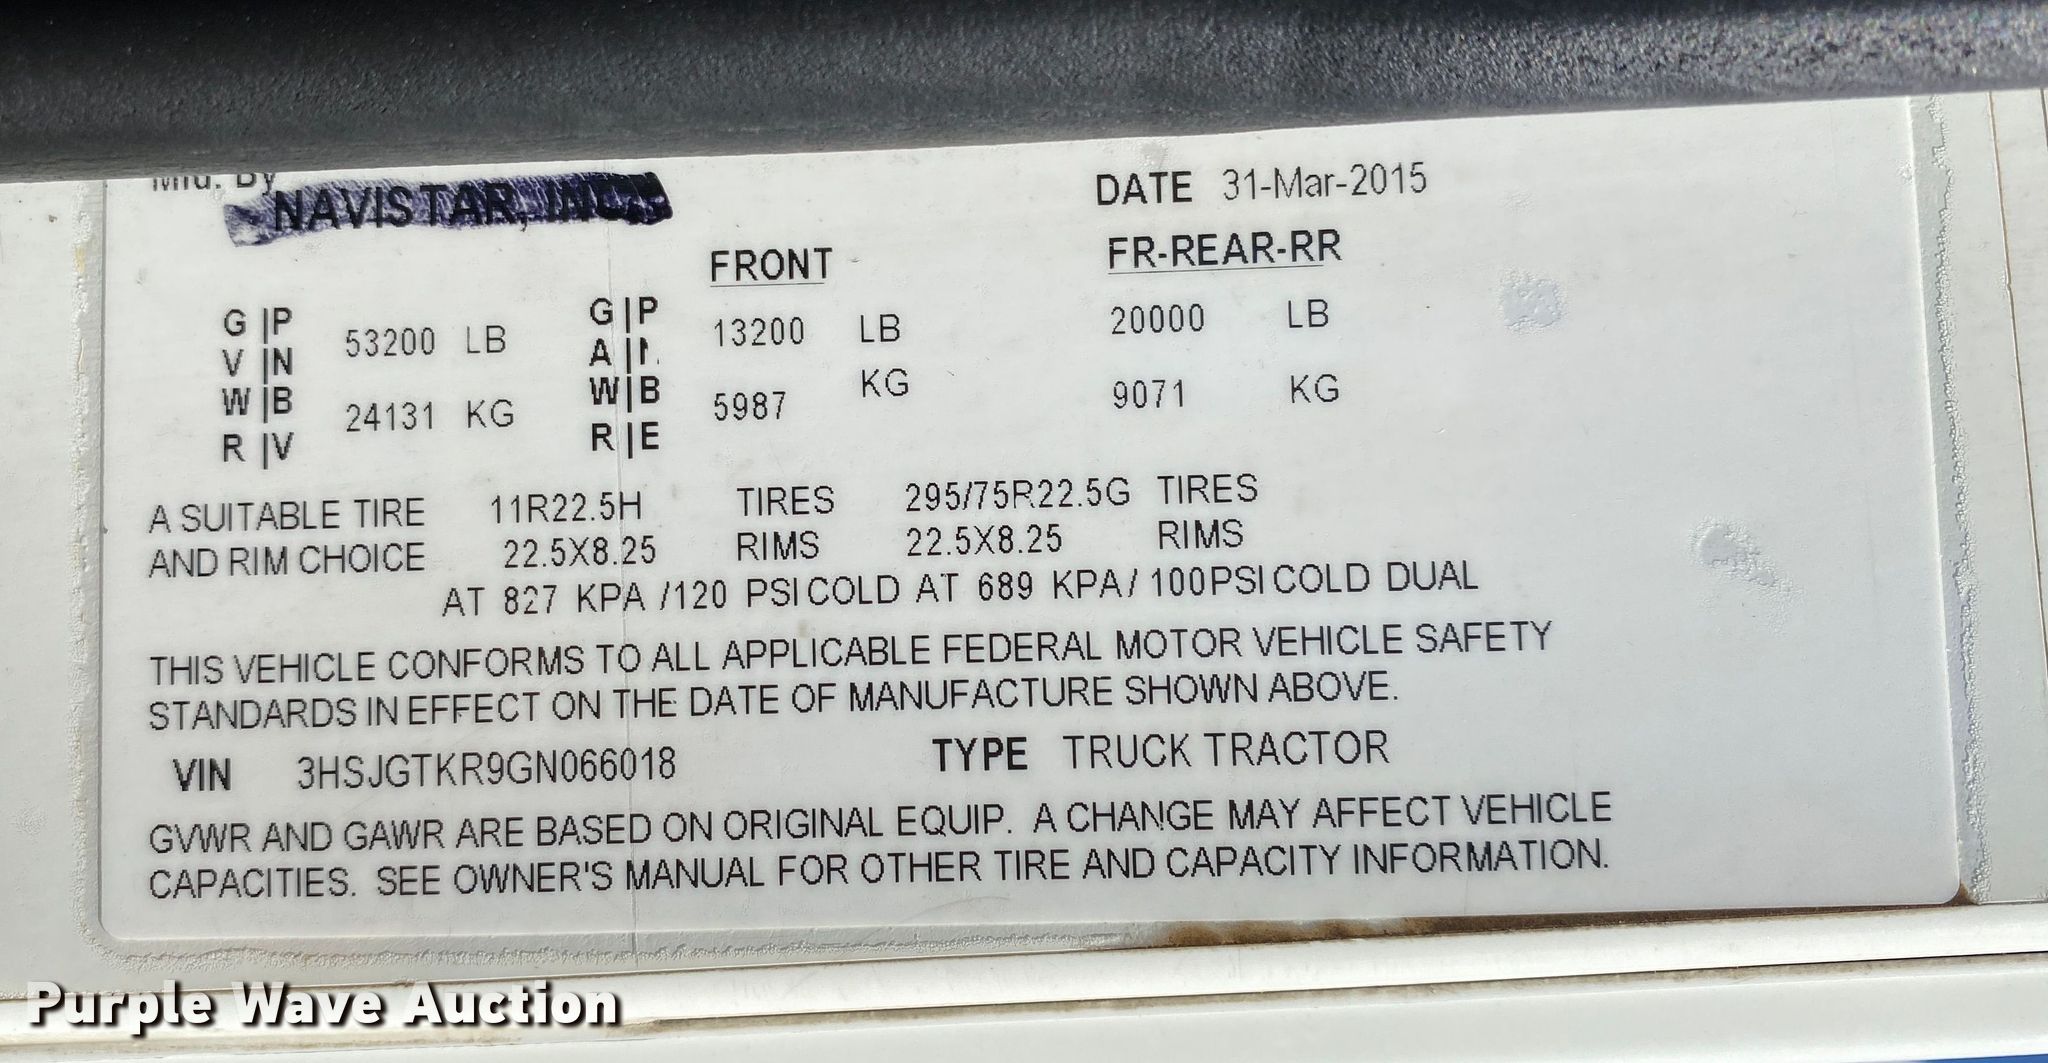 Mfd. By NAVISTAR, INC. DATE 31-Mar-2015
FRONT FR-REAR-RR
G|P 53200 LB G|P 13200 LB 20000 LB
V|N A|N
W|B 24131 KG W|B 5987 KG 9071 KG
R|V R|E
A SUITABLE TIRE 11R22.5H TIRES 295/75R22.5G TIRES
AND RIM CHOICE 22.5X8.25 RIMS 22.5X8.25 RIMS
AT 827 KPA /120 PSI COLD AT 689 KPA/ 100PSI COLD DUAL
THIS VEHICLE CONFORMS TO ALL APPLICABLE FEDERAL MOTOR VEHICLE SAFETY
STANDARDS IN EFFECT ON THE DATE OF MANUFACTURE SHOWN ABOVE.
VIN 3HSJGTKR9GN066018 TYPE TRUCK TRACTOR
GVWR AND GAWR ARE BASED ON ORIGINAL EQUIP. A CHANGE MAY AFFECT VEHICLE
CAPACITIES. SEE OWNER'S MANUAL FOR OTHER TIRE AND CAPACITY INFORMATION.
Purple Wave Auction